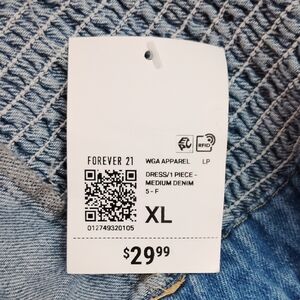 RFID
FOREVER 21
WGA APPAREL LP
DRESS/1 PIECE -
MEDIUM DENIM
5 - F
XL
012749320105
$29.99